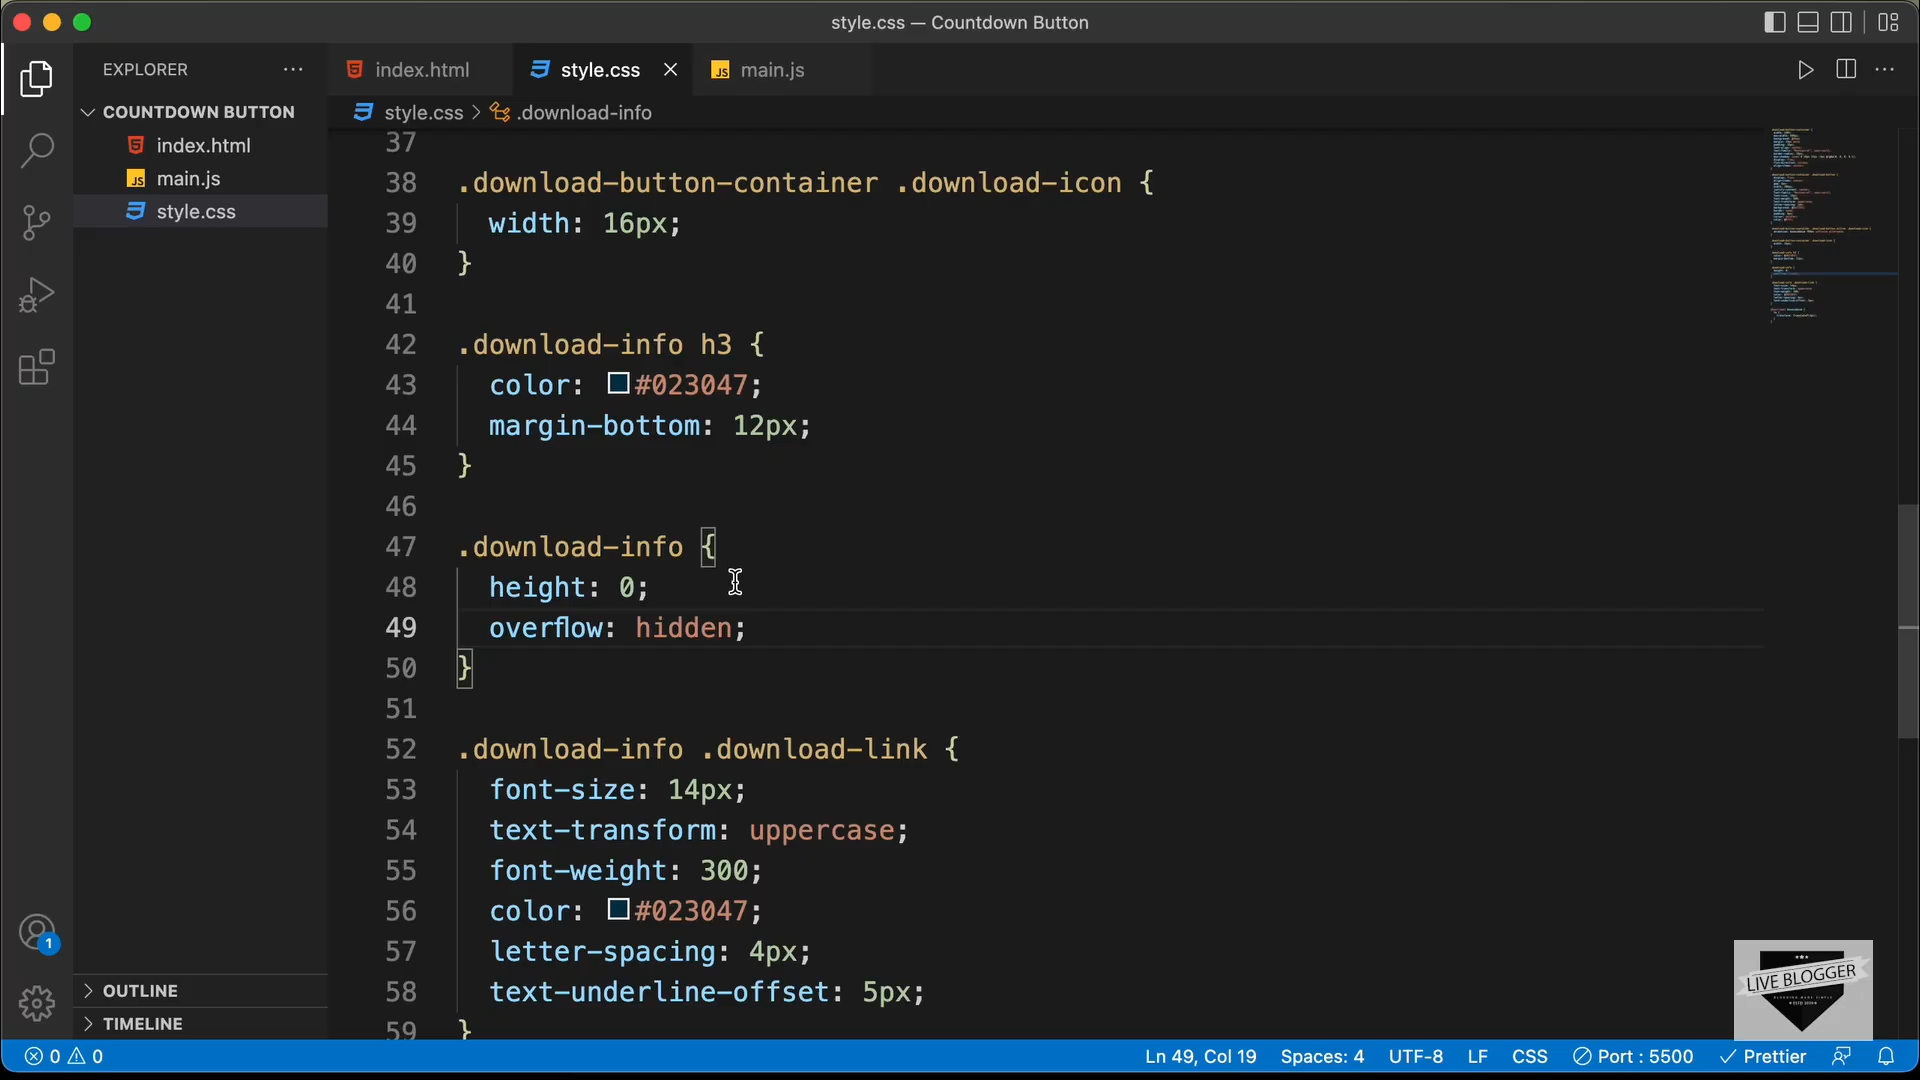 style.css — Countdown Button
EXPLORER
index.html
style.css
main.js
COUNTDOWN BUTTON
style.css > .download-info
index.html
main.js
style.css
37
38 .download-button-container .download-icon {
39 width: 16px;
40 }
41
42 .download-info h3 {
43 color: #023047;
44 margin-bottom: 12px;
45 }
46
47 .download-info {
48 height: 0;
49 overflow: hidden;
50 }
51
52 .download-info .download-link {
53 font-size: 14px;
54 text-transform: uppercase;
55 font-weight: 300;
56 color: #023047;
57 letter-spacing: 4px;
58 text-underline-offset: 5px;
59 }
1
OUTLINE
TIMELINE
LIVE BLOGGER
0 0
Ln 49, Col 19
Spaces: 4
UTF-8
LF
CSS
Port : 5500
Prettier